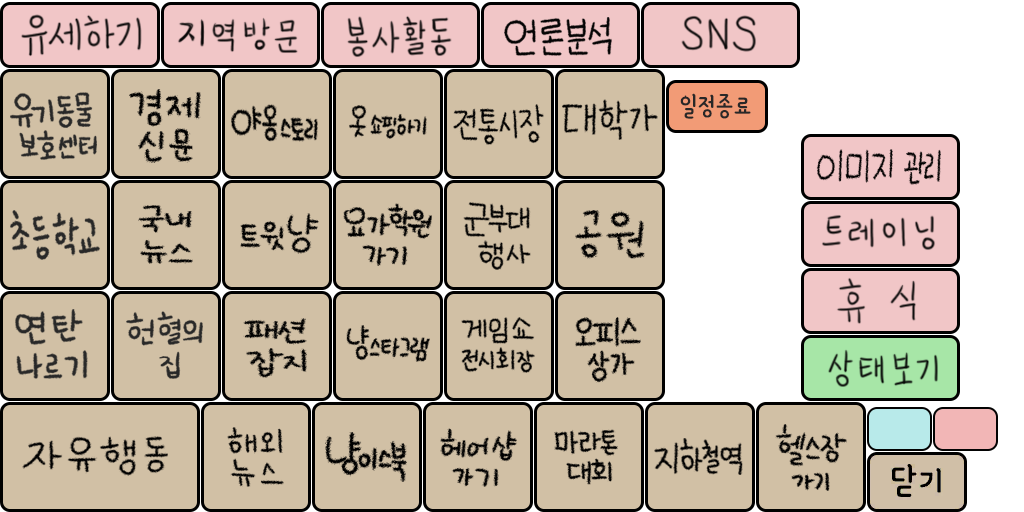 유세하기
지역방문
봉사활동
언론분석
SNS
유기동물
보호센터
경제
신문
야옹스토리
옷쇼핑하기
전통시장
대학가
일정종료
이미지 관리
초등학교
국내
뉴스
트윗냥
요가학원
가기
군부대
행사
공원
트레이닝
연탄
나르기
헌혈의
집
패션
잡지
냥스타그램
게임쇼
전시회장
오피스
상가
휴 식
상태보기
자유행동
해외
뉴스
냥이스북
헤어샵
가기
마라톤
대회
지하철역
헬스장
가기
닫기